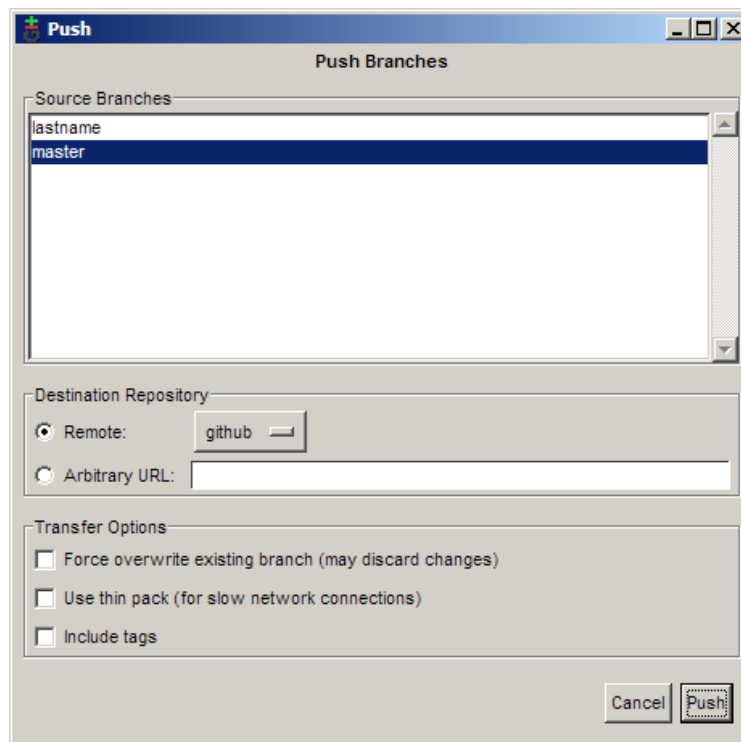 Push
Push Branches
Source Branches
lastname
master
Destination Repository
Remote: github
Arbitrary URL:
Transfer Options
Force overwrite existing branch (may discard changes)
Use thin pack (for slow network connections)
Include tags
Cancel Push